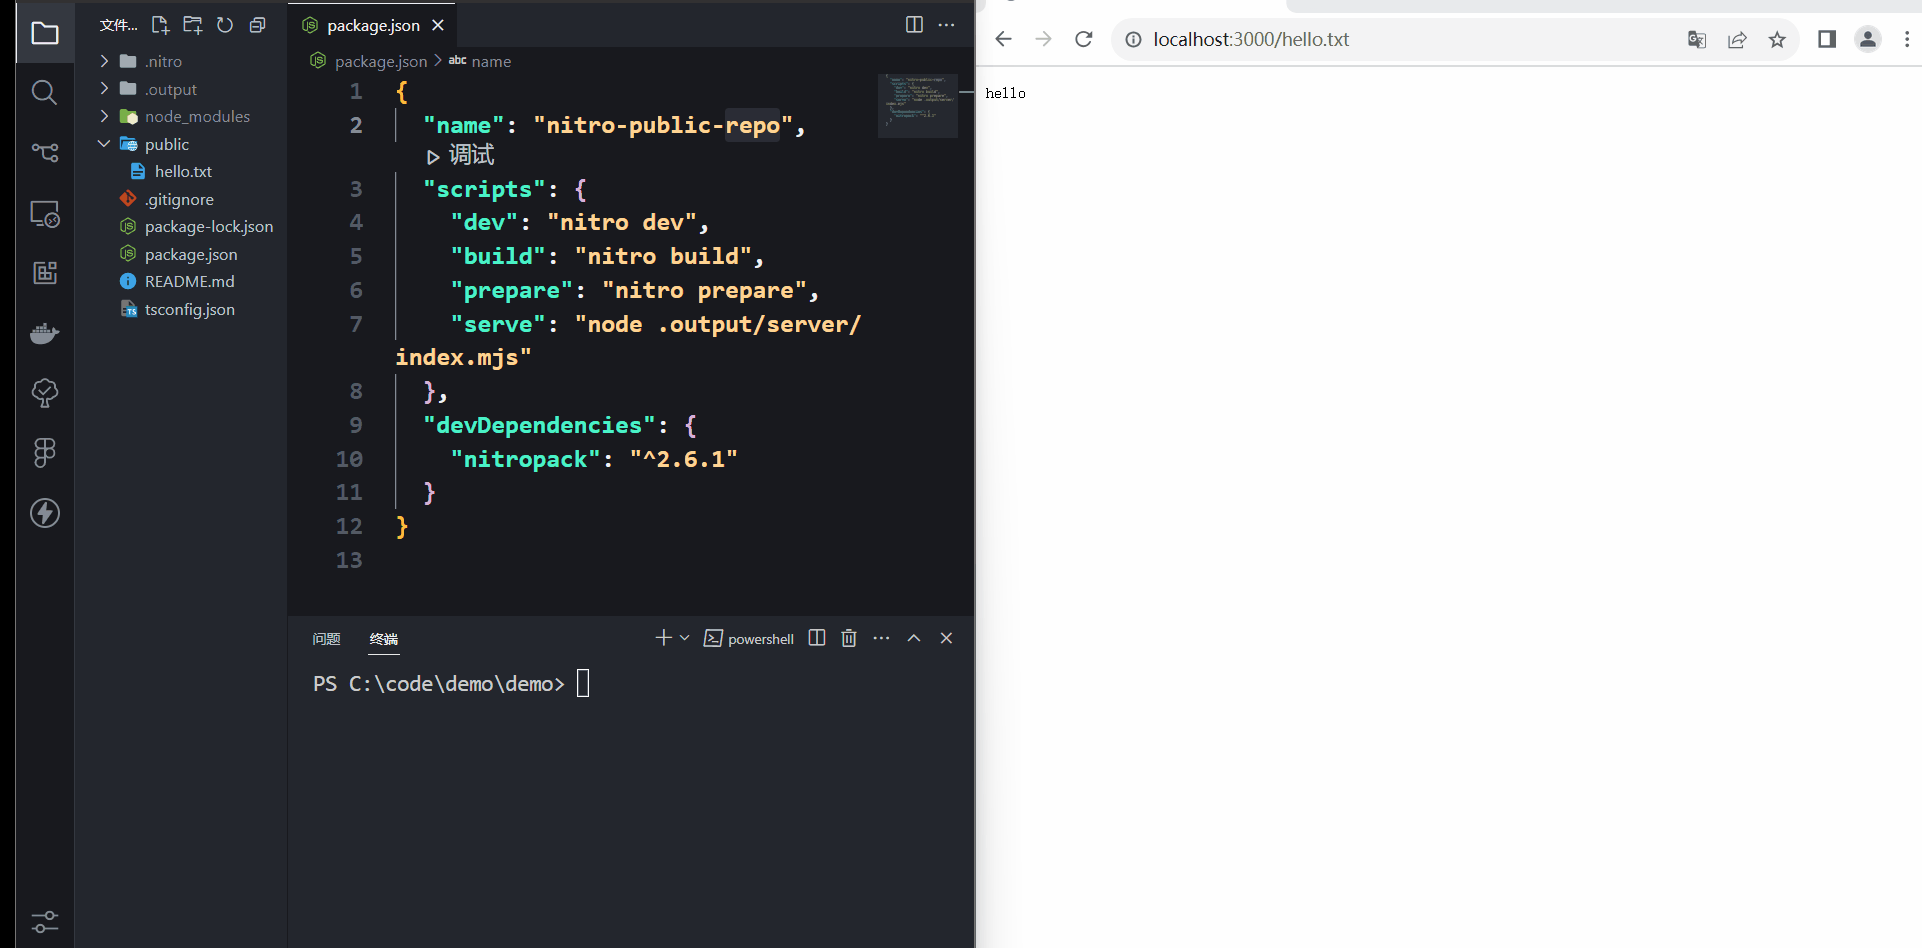 文件...
.nitro
.output
node_modules
public
hello.txt
.gitignore
package-lock.json
package.json
README.md
tsconfig.json
package.json
package.json > abc name
1 {
2 "name": "nitro-public-repo",
调试
3 "scripts": {
4 "dev": "nitro dev",
5 "build": "nitro build",
6 "prepare": "nitro prepare",
7 "serve": "node .output/server/
index.mjs"
8 },
9 "devDependencies": {
10 "nitropack": "^2.6.1"
11 }
12 }
13
问题 终端 powershell
PS C:\code\demo\demo>
localhost:3000/hello.txt
hello